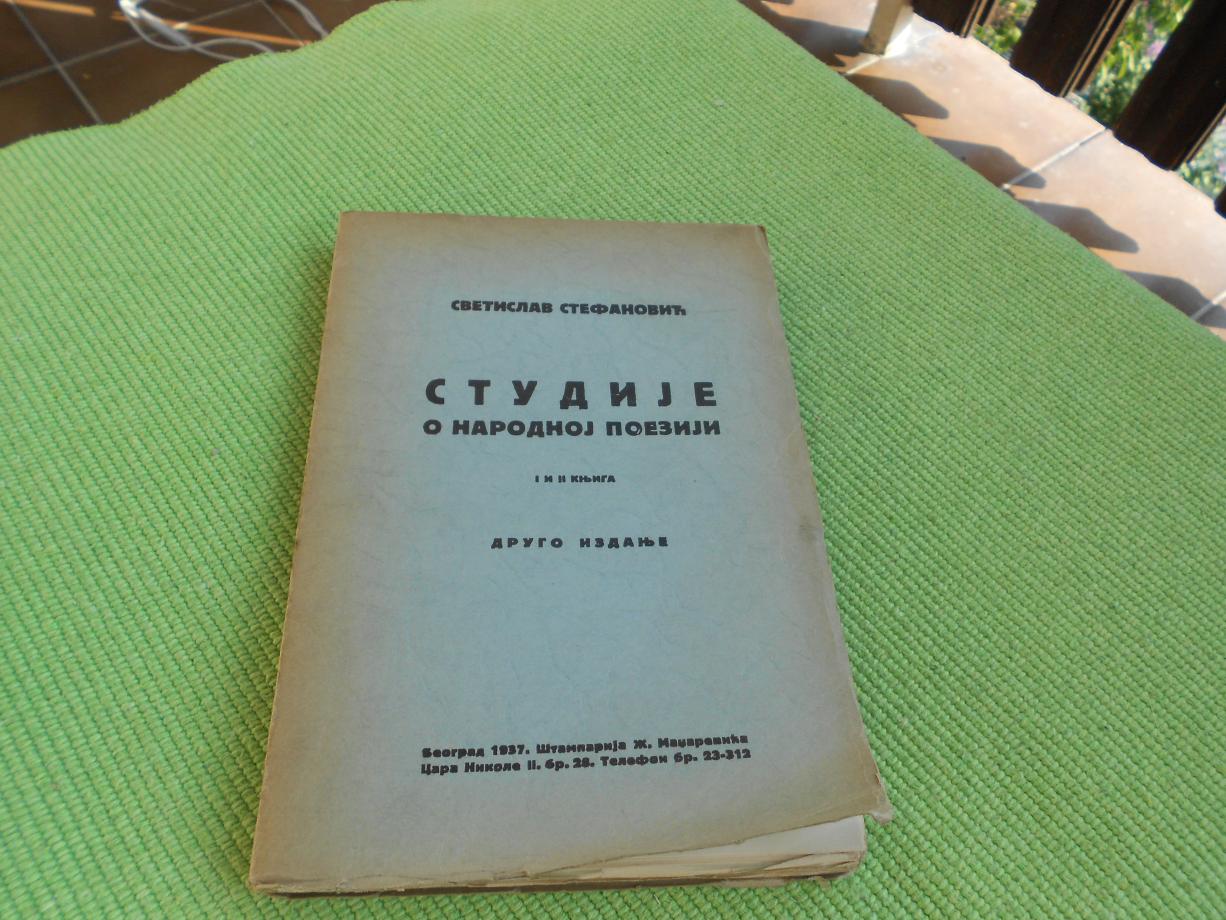 СВЕТИСЛАВ СТЕФАНОВИЋ
СТУДИЈЕ
О НАРОДНОЈ ПОЕЗИЈИ
I И II КЊИГА
ДРУГО ИЗДАЊЕ
Београд 1937. Штампарија Ж. Маџаревића
Цара Николе II. бр. 28. Телефон бр. 23-312